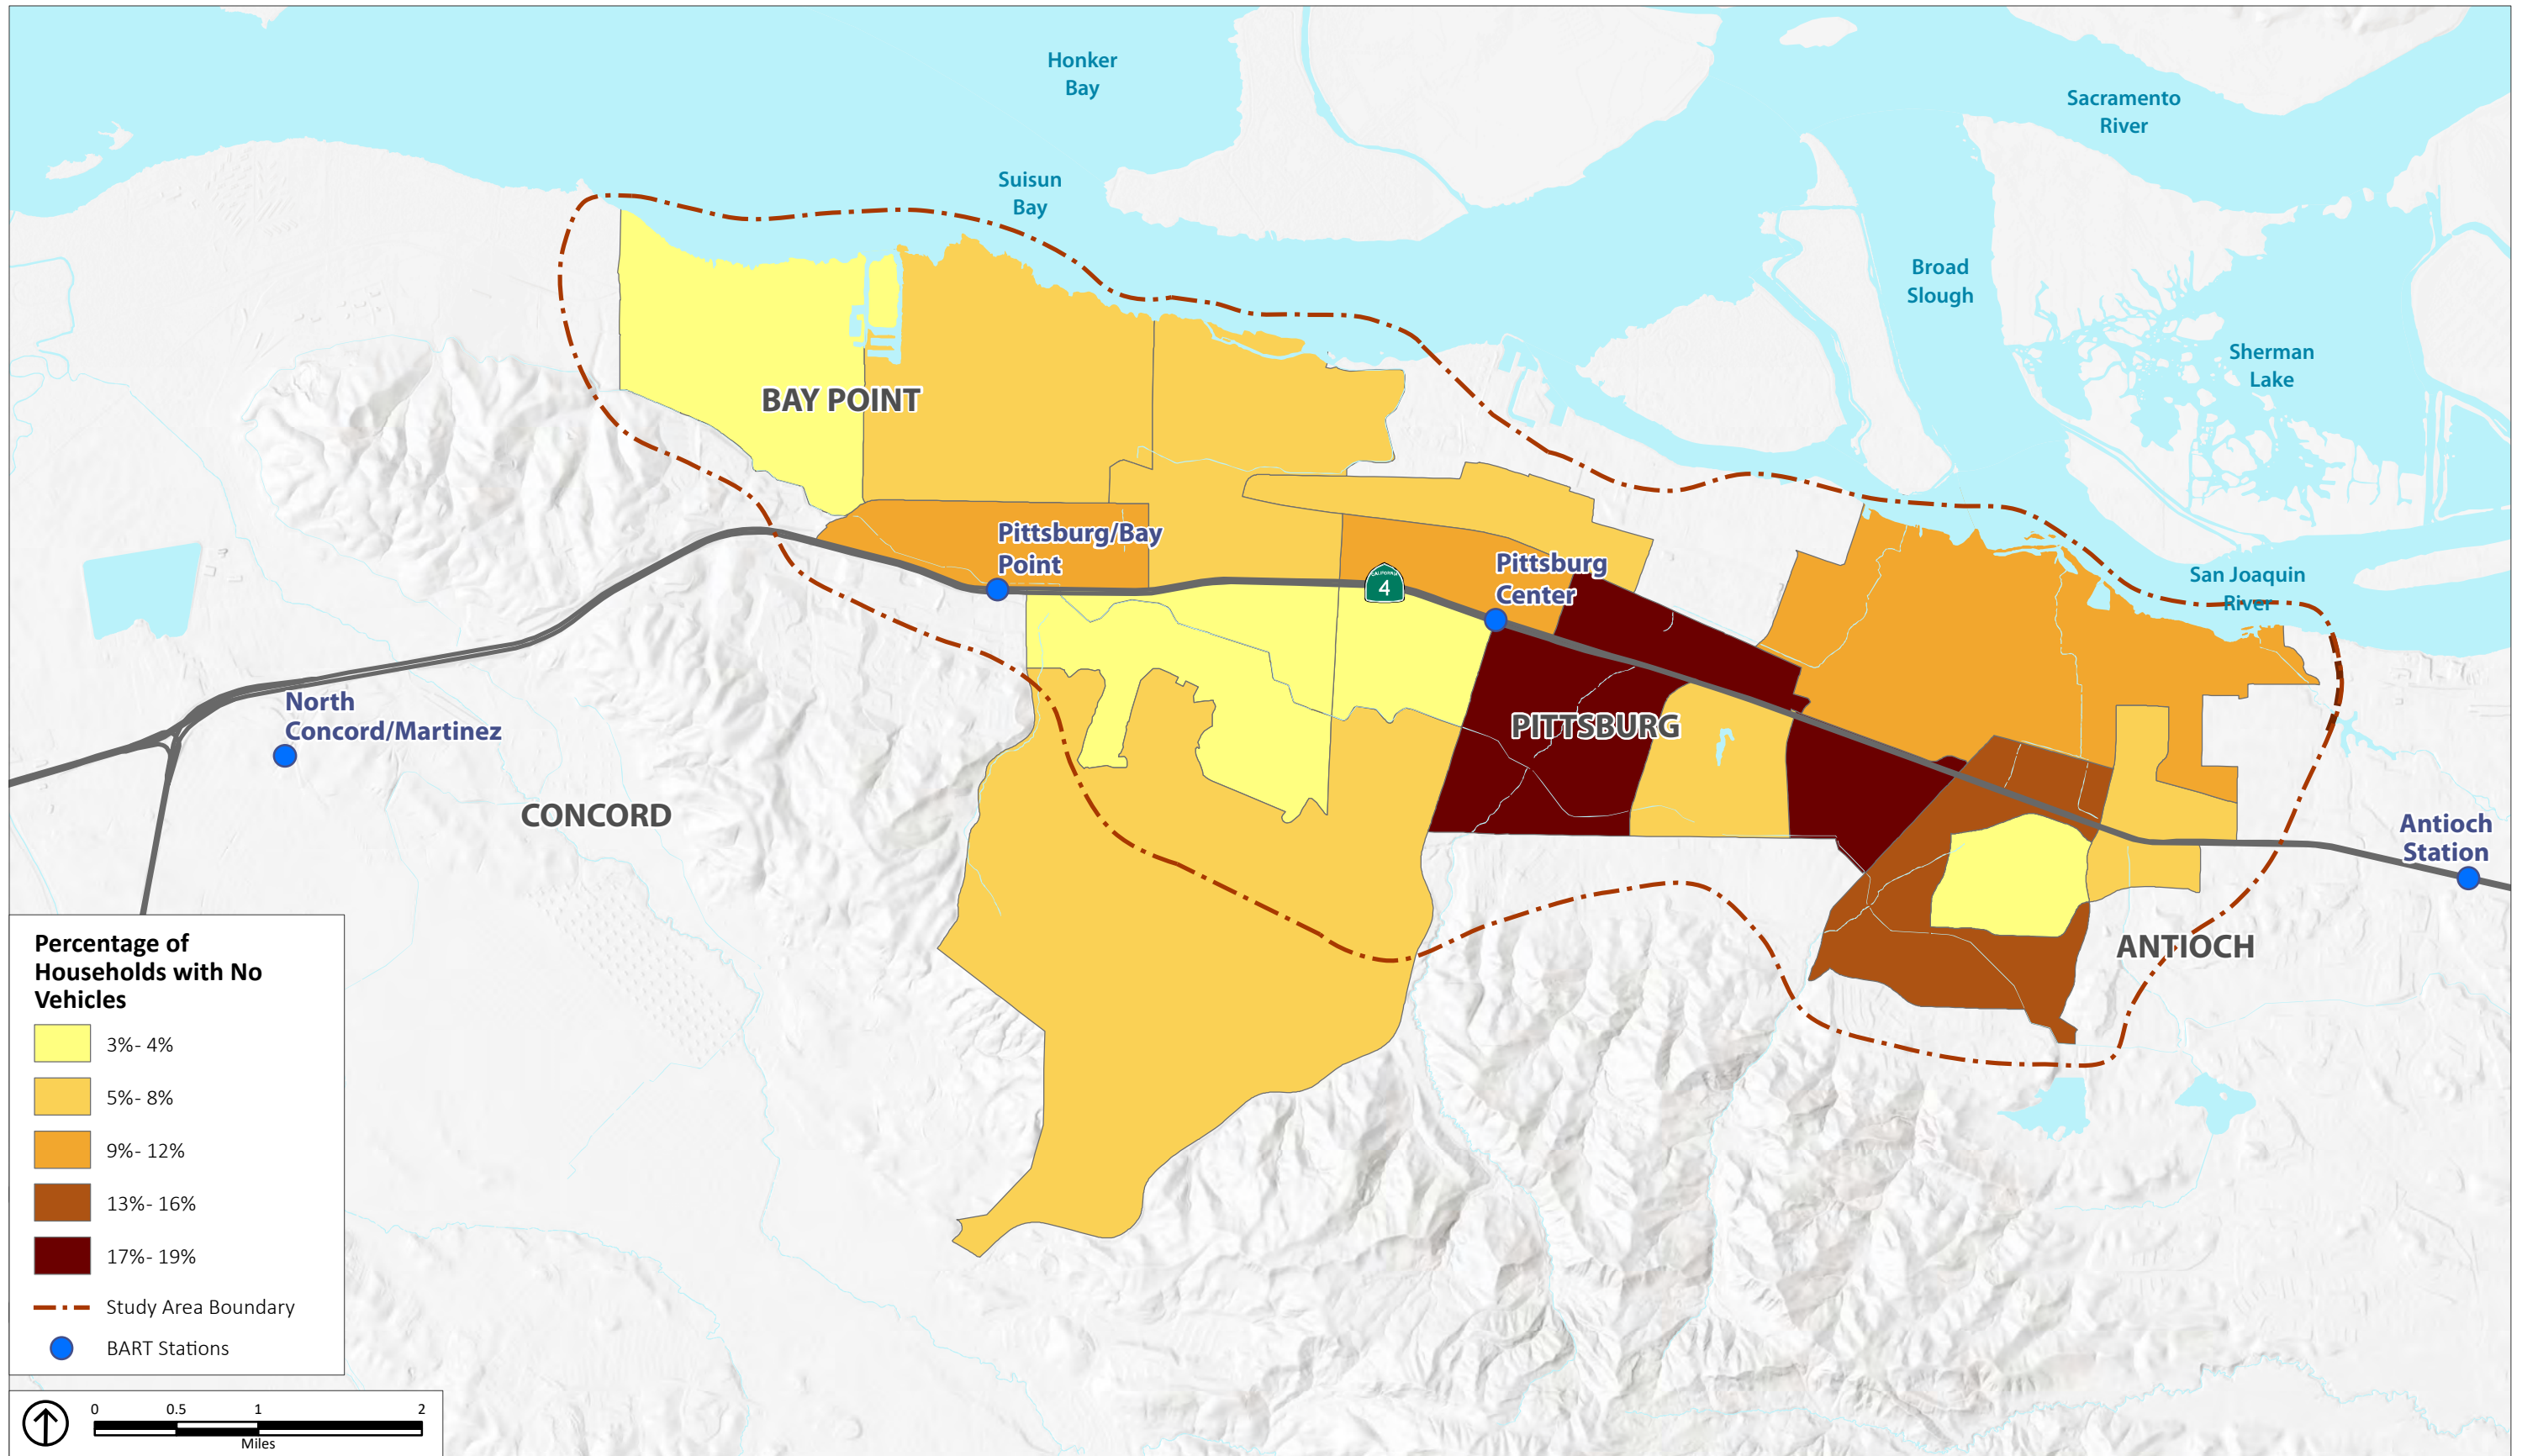 Honker
Bay
Sacramento
River
Suisun
Bay
Broad
Slough
Sherman
Lake
BAY POINT
Pittsburg/Bay
Point
Pittsburg
Center
CALIFORNIA
4
San Joaquin
River
North
Concord/Martinez
PITTSBURG
CONCORD
Antioch
Station
ANTIOCH
Percentage of
Households with No
Vehicles
3%- 4%
5%- 8%
9%- 12%
13%- 16%
17%- 19%
Study Area Boundary
BART Stations
0 0.5 1 2
Miles